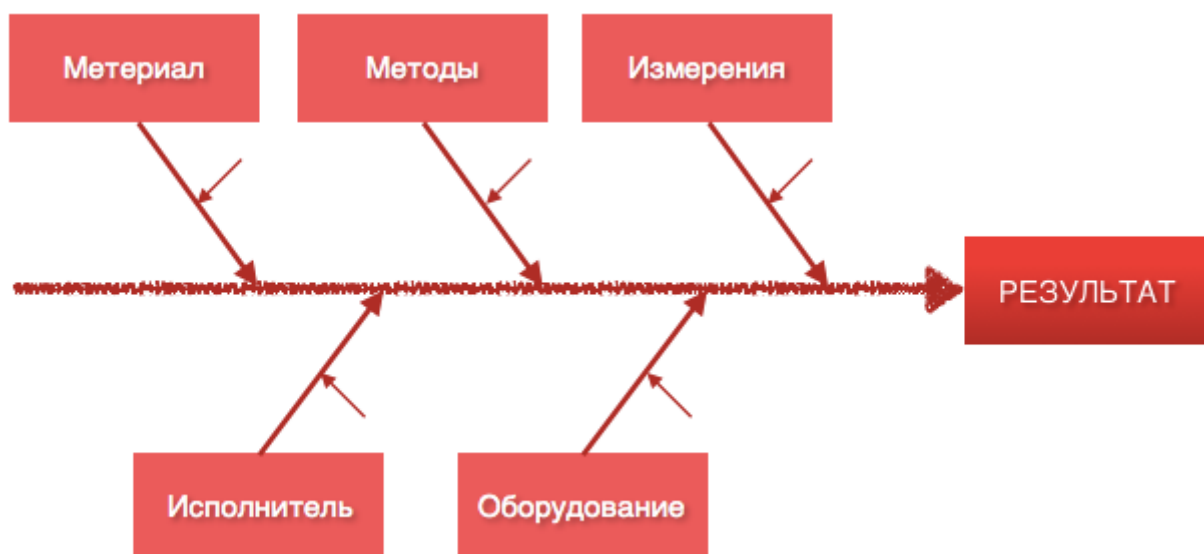 Метериал
Методы
Измерения
РЕЗУЛЬТАТ
Исполнитель
Оборудование